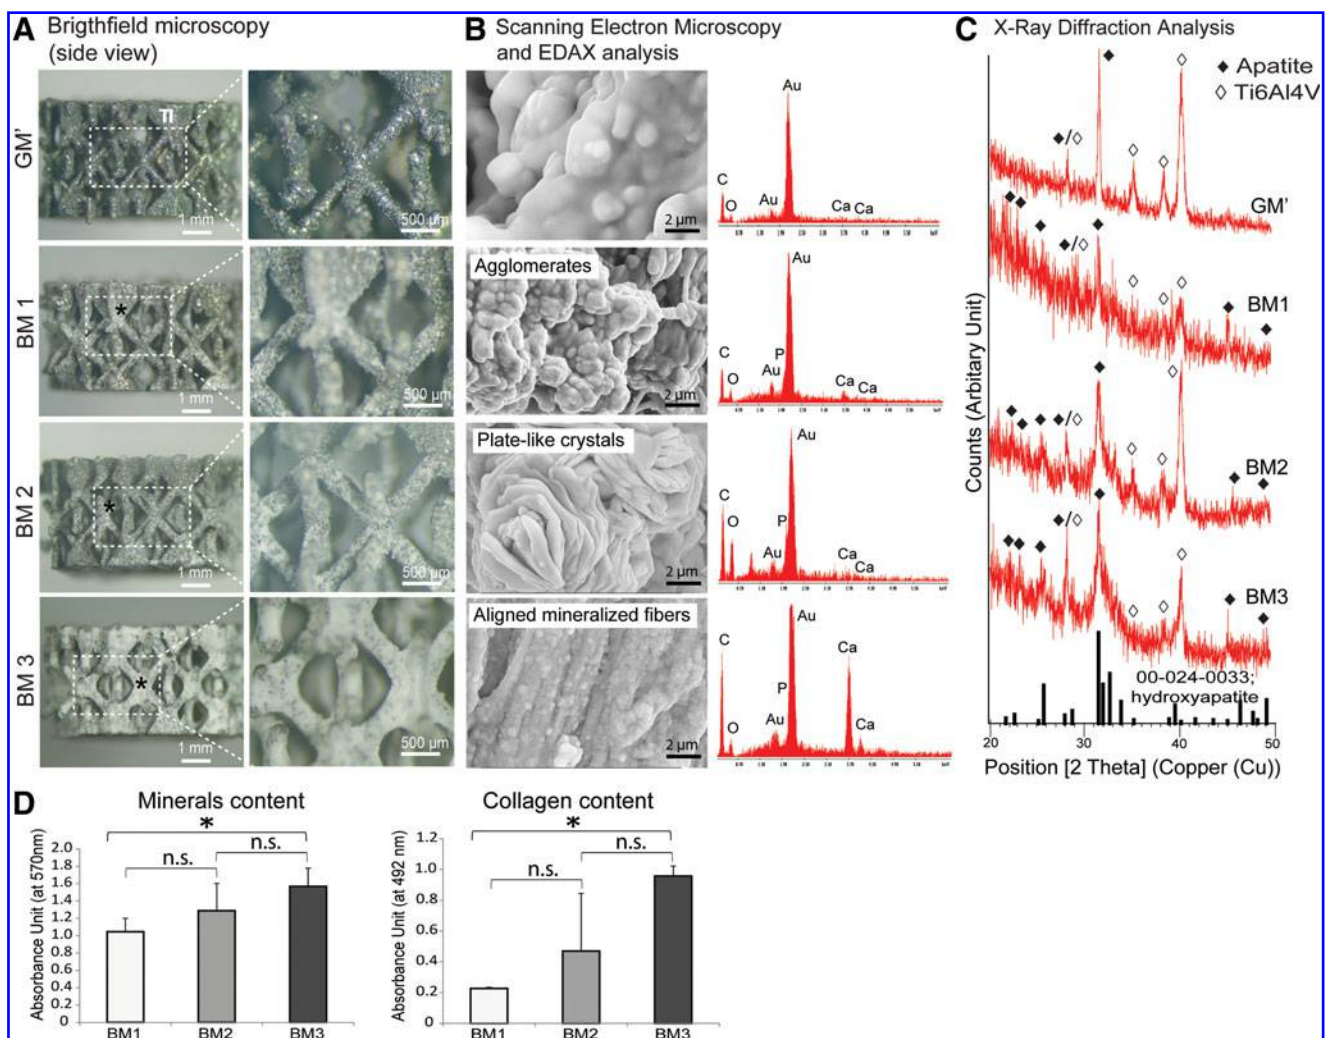 A Brigthfield microscopy
(side view)
B Scanning Electron Microscopy
and EDAX analysis
C X-Ray Diffraction Analysis
GM'
Ti
1 mm
500 µm
2 µm
C
O
Au
Au
Ca
Ca
BM 1
*
1 mm
500 µm
Agglomerates
2 µm
C
O
P
Au
Au
Ca
Ca
BM 2
*
1 mm
500 µm
Plate-like crystals
2 µm
C
O
P
Au
Au
Ca
Ca
BM 3
*
1 mm
500 µm
Aligned mineralized fibers
2 µm
C
O
P
Au
Au
Ca
Ca
◆ Apatite
◇ Ti6Al4V
Counts (Arbitary Unit)
GM'
BM1
BM2
BM3
00-024-0033;
hydroxyapatite
20 30 40 50
Position [2 Theta] (Copper (Cu))
D Minerals content
*
n.s.
n.s.
Absorbance Unit (at 570nm)
2.0
1.8
1.6
1.4
1.2
1.0
0.8
0.6
0.4
0.2
0
BM1 BM2 BM3
Collagen content
*
n.s.
n.s.
Absorbance Unit (at 492 nm)
1.2
1.0
0.8
0.6
0.4
0.2
0
BM1 BM2 BM3